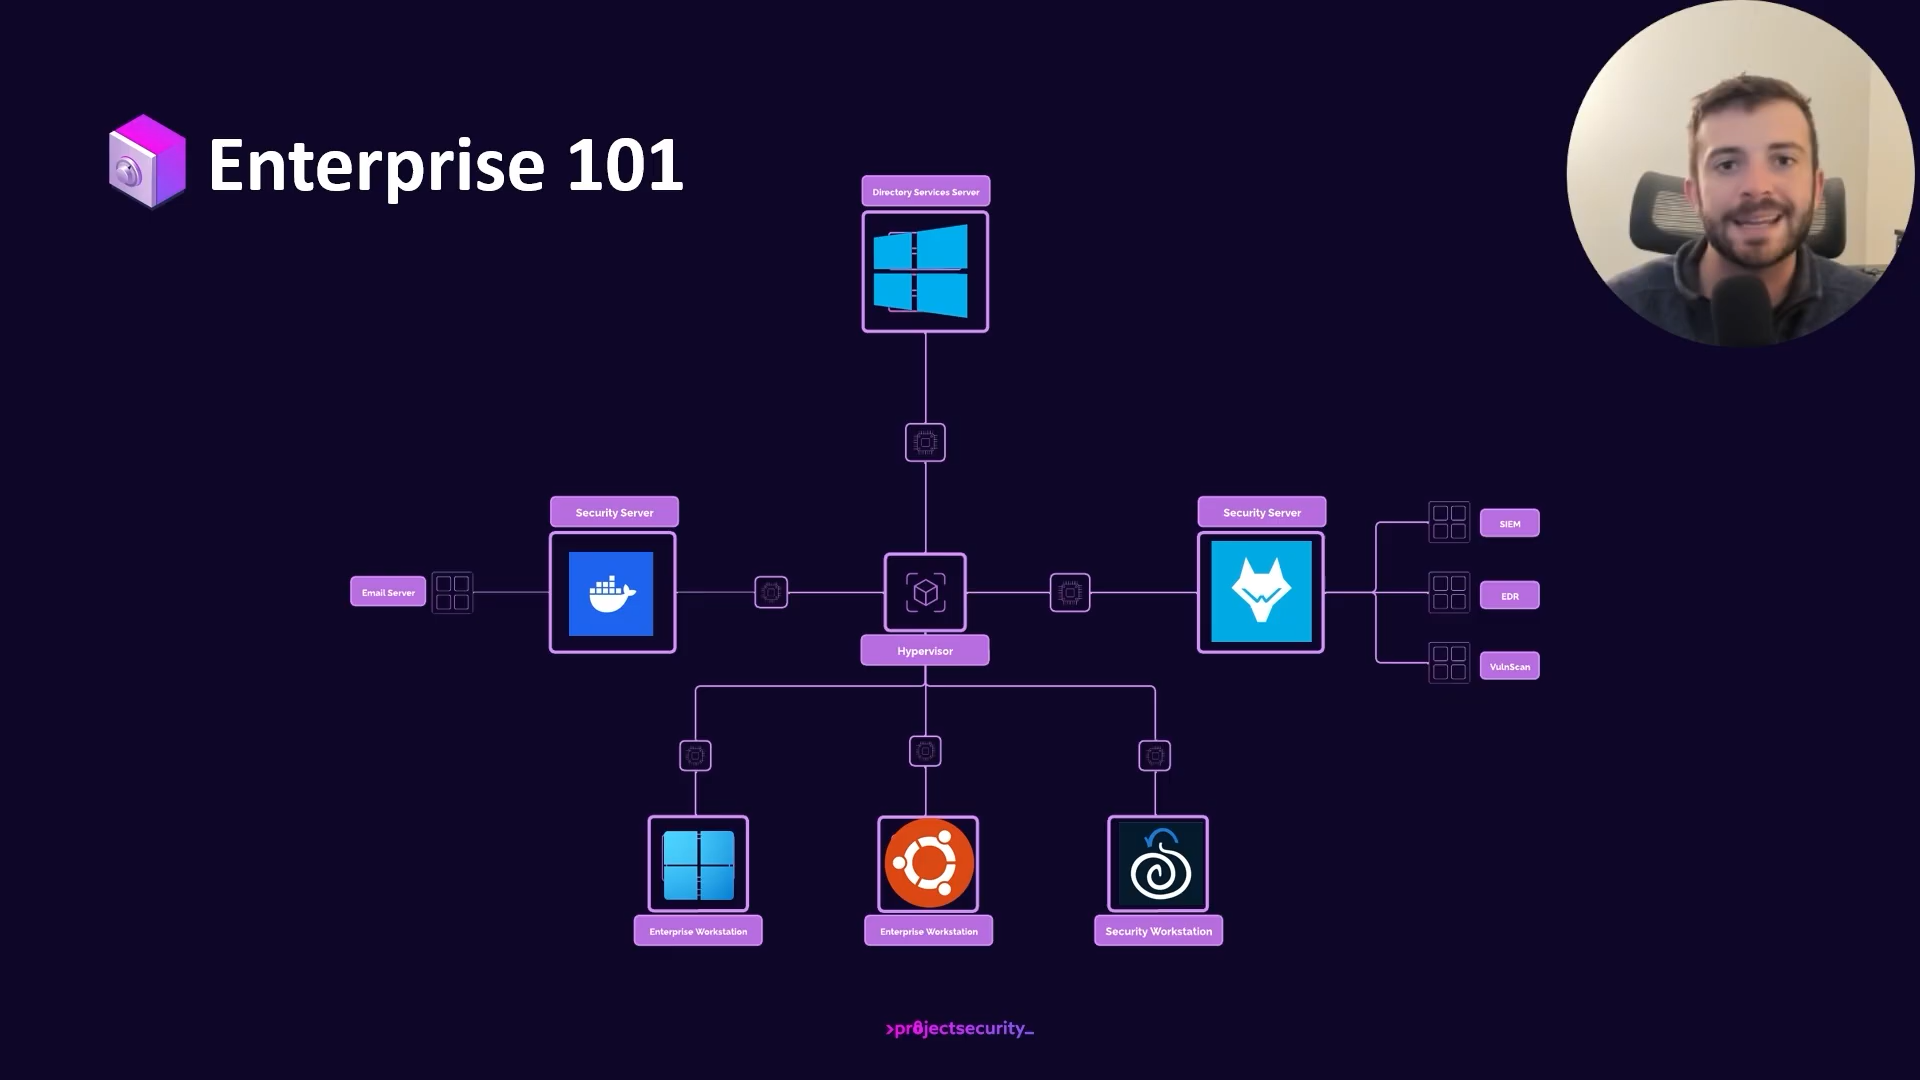 Enterprise 101
Directory Services Server
Security Server
Security Server
SIEM
Email Server
EDR
Hypervisor
VulnScan
Enterprise Workstation
Enterprise Workstation
Security Workstation
>pr0jectsecurity_